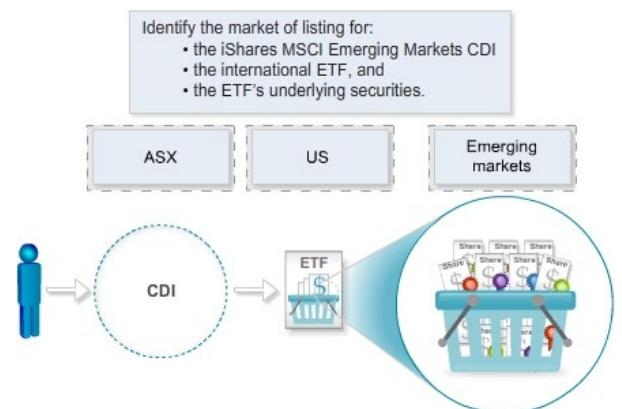 Identify the market of listing for:
• the iShares MSCI Emerging Markets CDI
• the international ETF, and
• the ETF's underlying securities.
ASX
US
Emerging
markets
CDI
ETF
$
Share
Share
Share
Share
Share
Share
Share
$
$
$
$